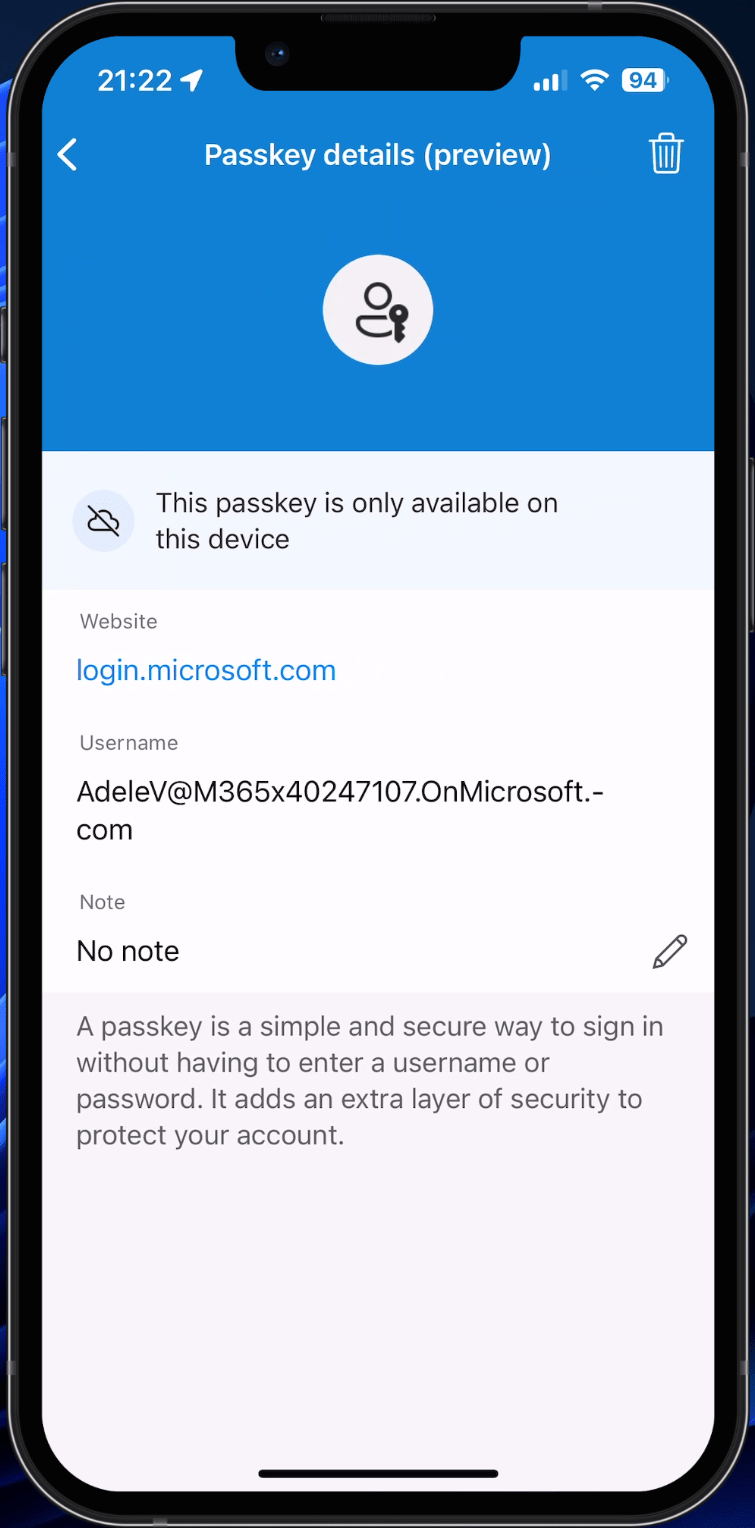 21:22
94
Passkey details (preview)
This passkey is only available on
this device
Website
login.microsoft.com
Username
AdeleV@M365x40247107.OnMicrosoft.-
com
Note
No note
A passkey is a simple and secure way to sign in
without having to enter a username or
password. It adds an extra layer of security to
protect your account.